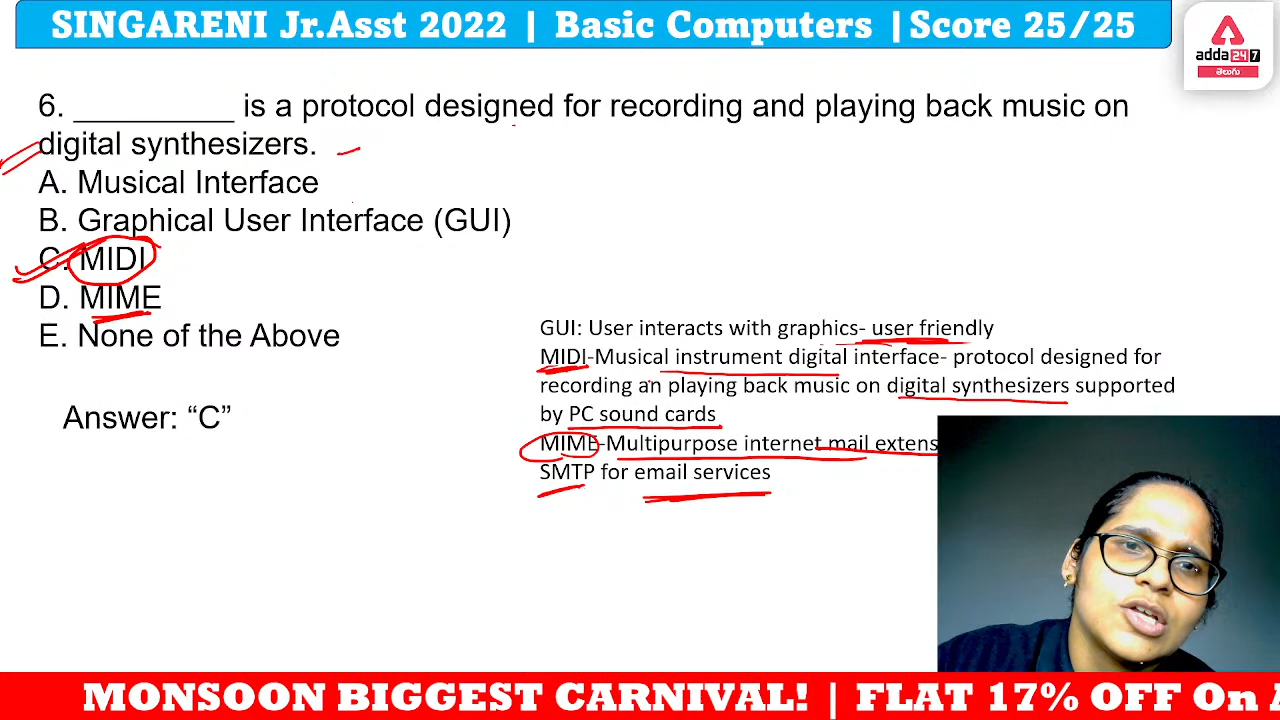 SINGARENI Jr.Asst 2022 | Basic Computers |Score 25/25
adda 24 7
తెలుగు
6. _________ is a protocol designed for recording and playing back music on
digital synthesizers.
A. Musical Interface
B. Graphical User Interface (GUI)
C. MIDI
D. MIME
E. None of the Above
Answer: “C”
GUI: User interacts with graphics- user friendly
MIDI-Musical instrument digital interface- protocol designed for
recording an playing back music on digital synthesizers supported
by PC sound cards
MIME-Multipurpose internet mail extens
SMTP for email services
MONSOON BIGGEST CARNIVAL! | FLAT 17% OFF On